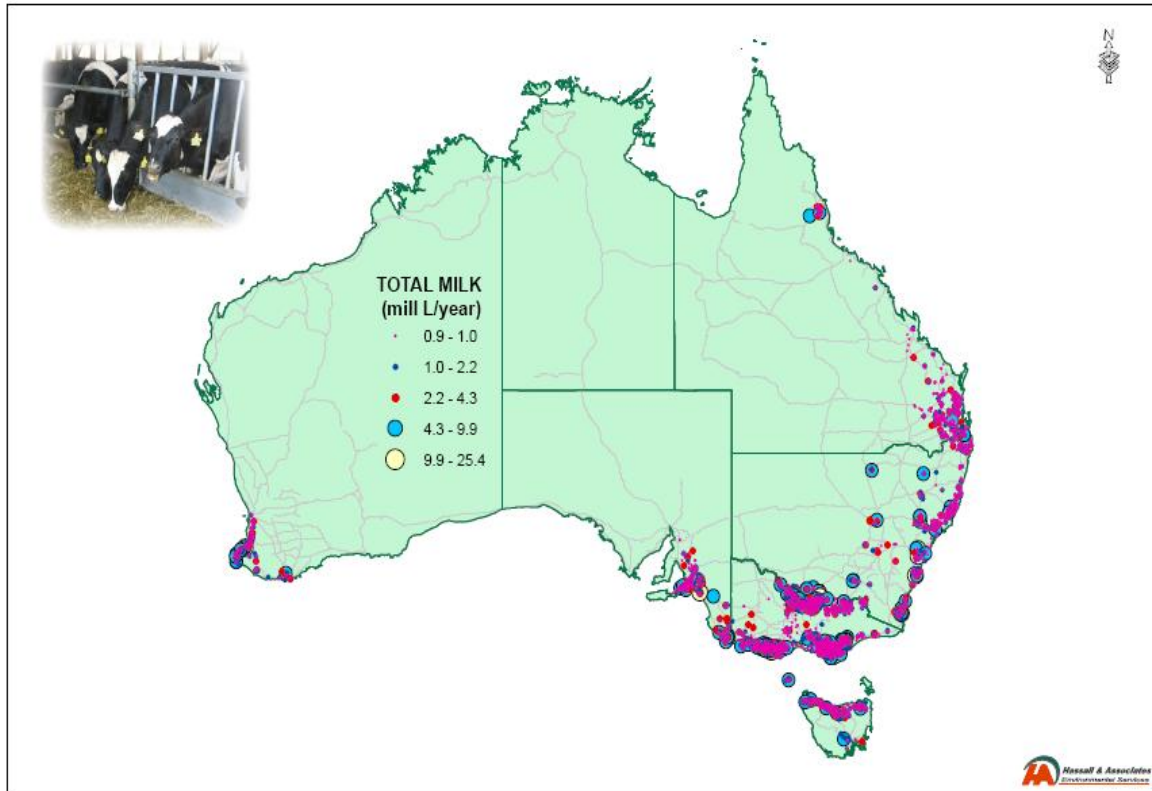 N
TOTAL MILK
(mill L/year)
0.9 - 1.0
1.0 - 2.2
2.2 - 4.3
4.3 - 9.9
9.9 - 25.4
HA
Hassall & Associates
Environmental Services